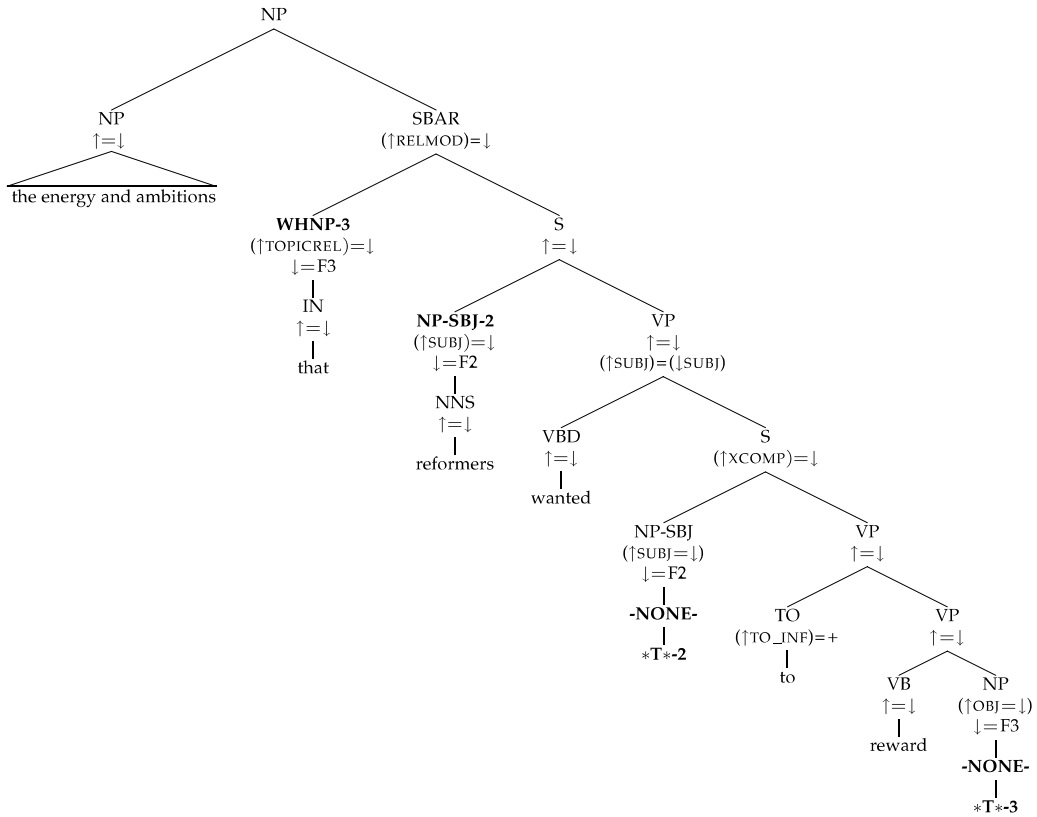 NP
NP
↑=↓
the energy and ambitions
SBAR
(↑RELMOD)=↓
WHNP-3
(↑TOPICREL)=↓
↓=F3
IN
↑=↓
that
S
↑=↓
NP-SBJ-2
(↑SUBJ)=↓
↓=F2
NNS
↑=↓
reformers
VP
↑=↓
(↑SUBJ)=(↓SUBJ)
VBD
↑=↓
wanted
S
(↑XCOMP)=↓
NP-SBJ
(↑SUBJ=↓)
↓=F2
-NONE-
∗T∗-2
VP
↑=↓
TO
(↑TO_INF)=+
to
VP
↑=↓
VB
↑=↓
reward
NP
(↑OBJ=↓)
↓=F3
-NONE-
∗T∗-3